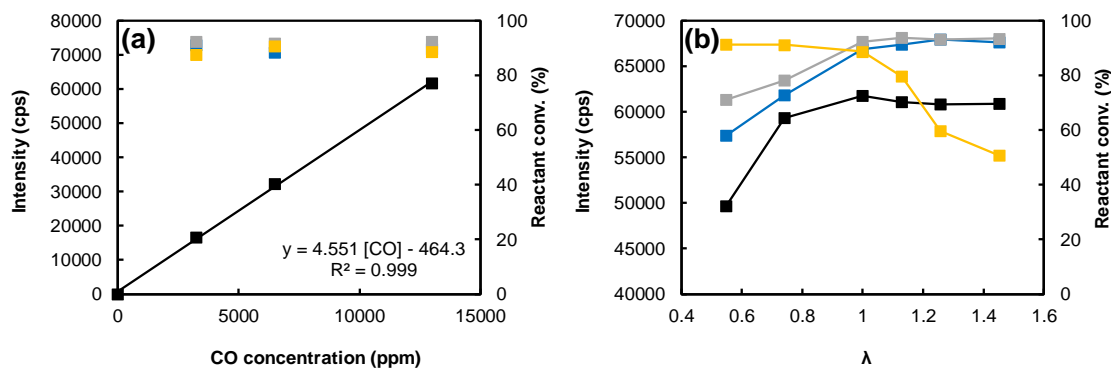 (a)
80000
70000
60000
50000
40000
30000
20000
10000
0
Intensity (cps)
100
80
60
40
20
0
Reactant conv. (%)
y = 4.551 [CO] - 464.3
R² = 0.999
0 5000 10000 15000
CO concentration (ppm)
(b)
70000
65000
60000
55000
50000
45000
40000
Intensity (cps)
100
80
60
40
20
0
Reactant conv. (%)
0.4 0.6 0.8 1 1.2 1.4 1.6
λ